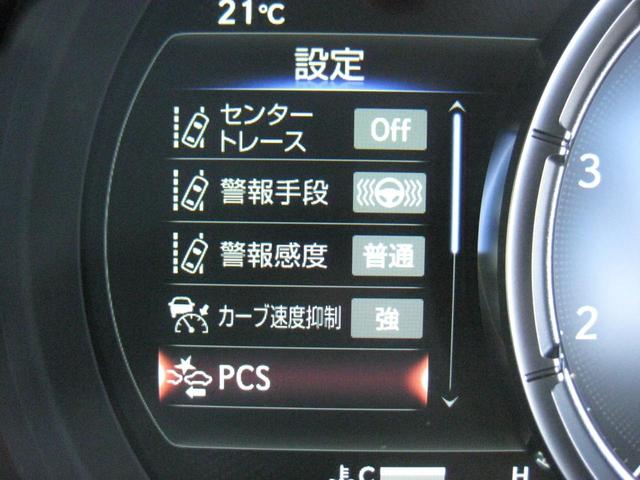 21℃
設定
センター
トレース
Off
警報手段
警報感度
普通
カーブ速度抑制
強
PCS
3
2
C
H